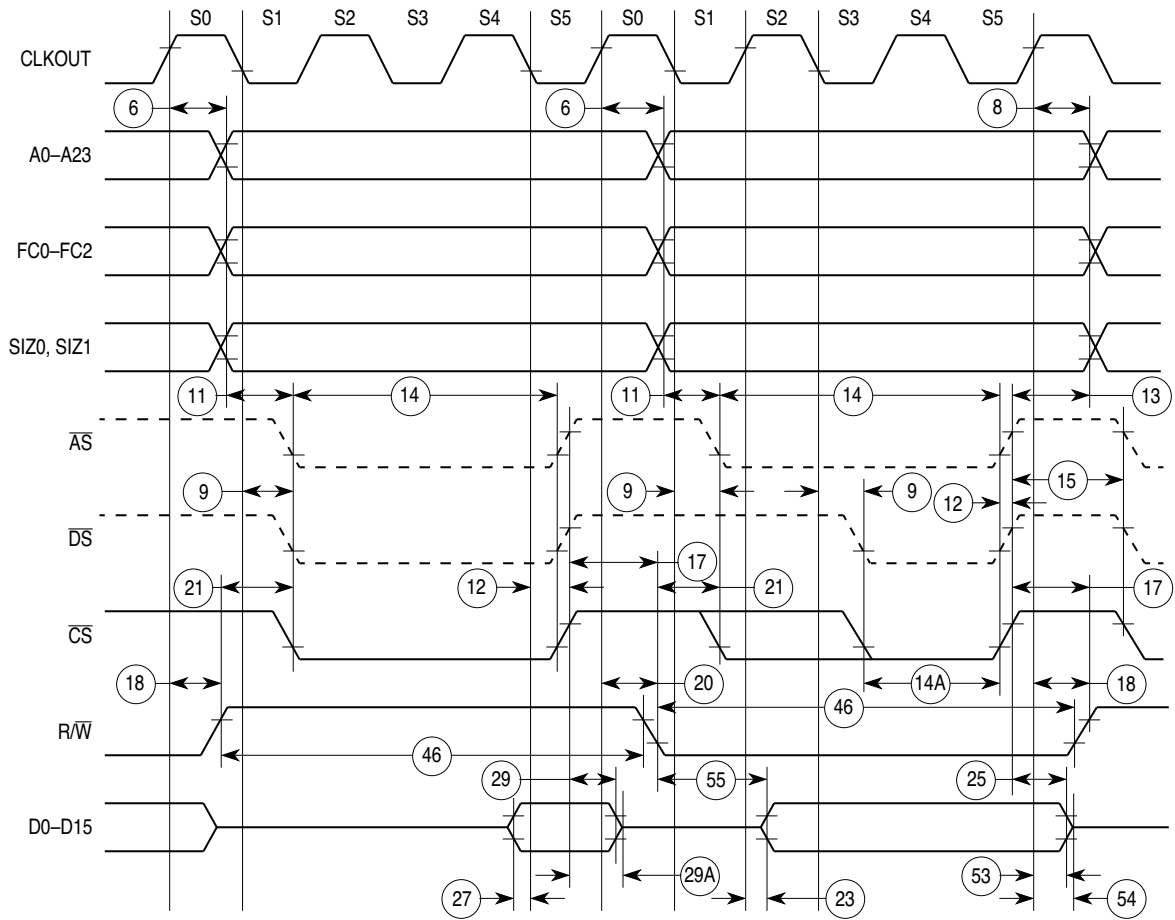 S0 S1 S2 S3 S4 S5 S0 S1 S2 S3 S4 S5
CLKOUT
6 6 8
A0–A23
FC0–FC2
SIZ0, SIZ1
11 14 11 14 13
AS
9 9 9 12 15
DS
17
21 12 21 17
CS
18 20 14A 18
R/W
46
46
29 55 25
D0–D15
29A 53
27 23 54